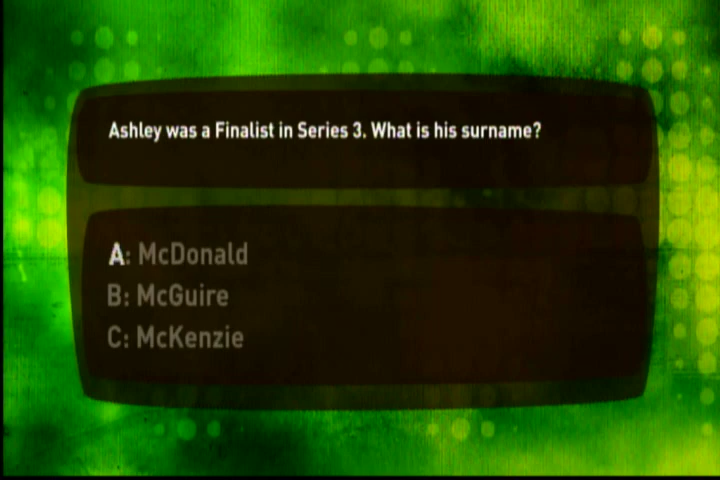 Ashley was a Finalist in Series 3. What is his surname?
A: McDonald
B: McGuire
C: McKenzie